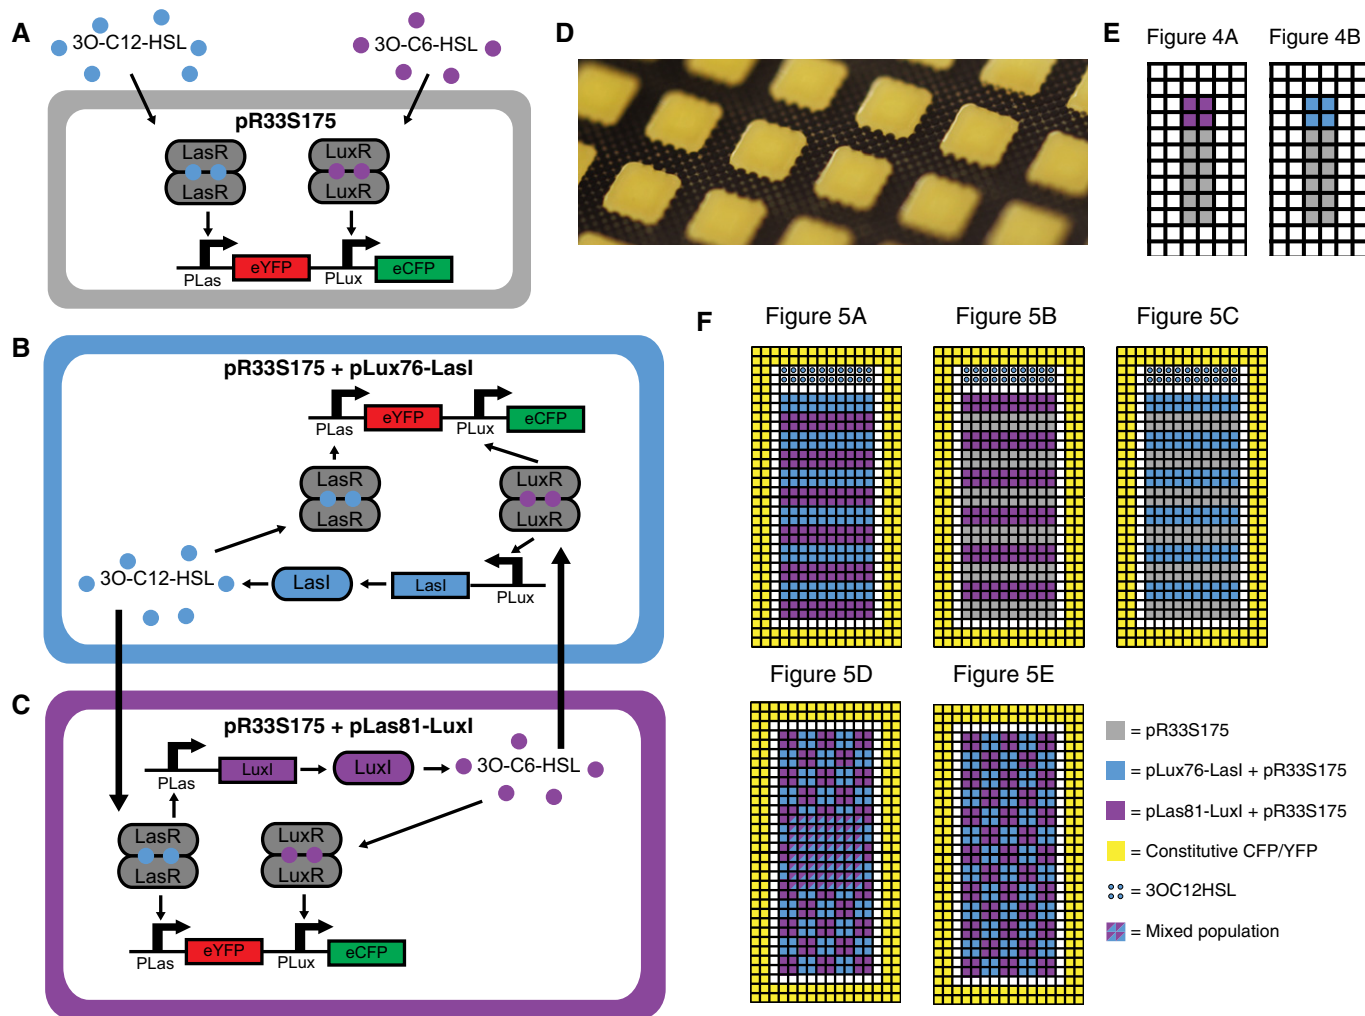 A
3O-C12-HSL
3O-C6-HSL
pR33S175
LasR
LasR
LuxR
LuxR
PLas
eYFP
PLux
eCFP
B
pR33S175 + pLux76-LasI
PLas
eYFP
PLux
eCFP
LasR
LasR
LuxR
LuxR
3O-C12-HSL
LasI
LasI
PLux
C
pR33S175 + pLas81-LuxI
PLas
LuxI
LuxI
3O-C6-HSL
LasR
LasR
LuxR
LuxR
PLas
eYFP
PLux
eCFP
D
E
Figure 4A
Figure 4B
F
Figure 5A
Figure 5B
Figure 5C
Figure 5D
Figure 5E
= pR33S175
= pLux76-LasI + pR33S175
= pLas81-LuxI + pR33S175
= Constitutive CFP/YFP
= 3OC12HSL
= Mixed population